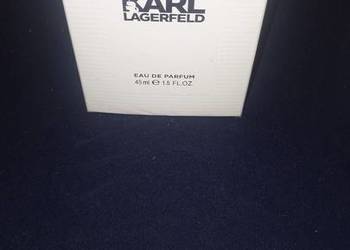 KARL
LAGERFELD
EAU DE PARFUM
45 ml ℮ 1.5 FL.OZ